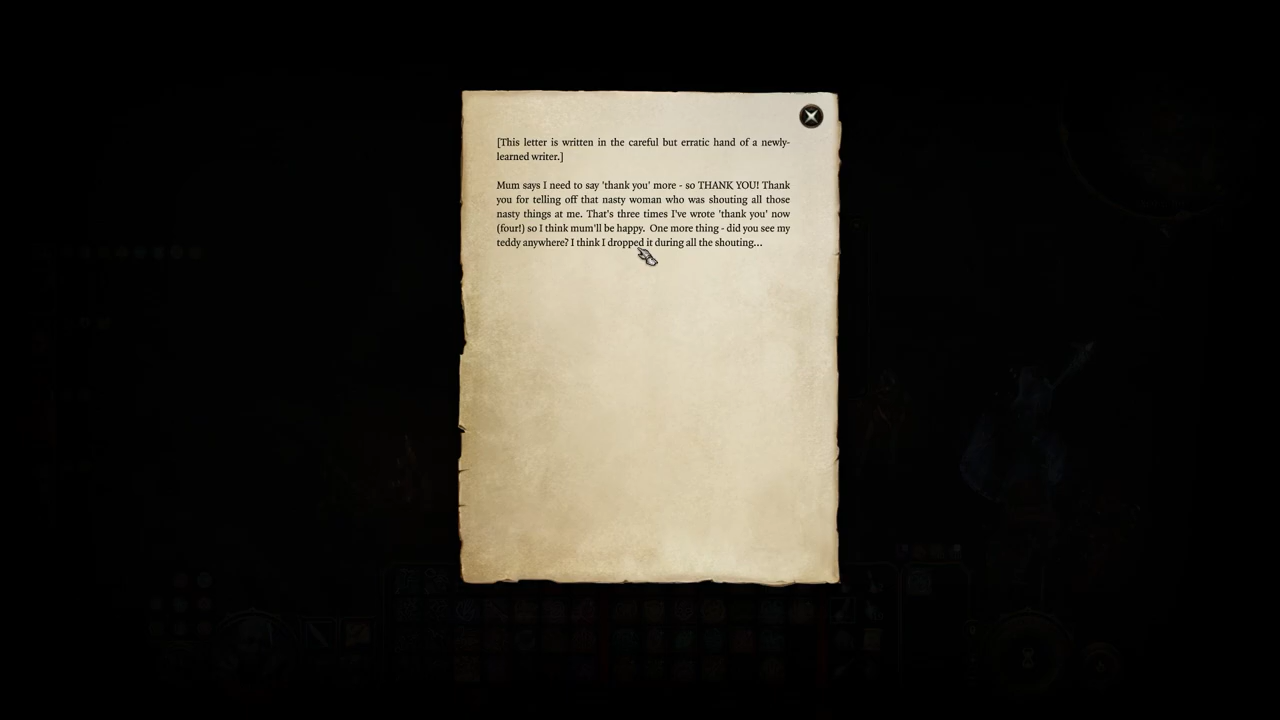 [This letter is written in the careful but erratic hand of a newly-
learned writer.]
Mum says I need to say 'thank you' more - so THANK YOU! Thank
you for telling off that nasty woman who was shouting all those
nasty things at me. That's three times I've wrote 'thank you' now
(four!) so I think mum'll be happy.  One more thing - did you see my
teddy anywhere? I think I dropped it during all the shouting...